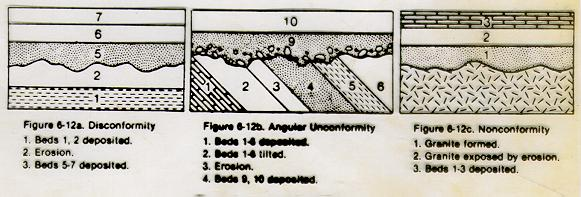 7
6
5
2
1
10
9
1
2
3
4
5
6
3
2
1
Figure 6-12a. Disconformity
1. Beds 1, 2 deposited.
2. Erosion.
3. Beds 5-7 deposited.
Figure 6-12b. Angular Unconformity
1. Beds 1-6 deposited.
2. Beds 1-6 tilted.
3. Erosion.
4. Beds 9, 10 deposited.
Figure 6-12c. Nonconformity
1. Granite formed.
2. Granite exposed by erosion.
3. Beds 1-3 deposited.